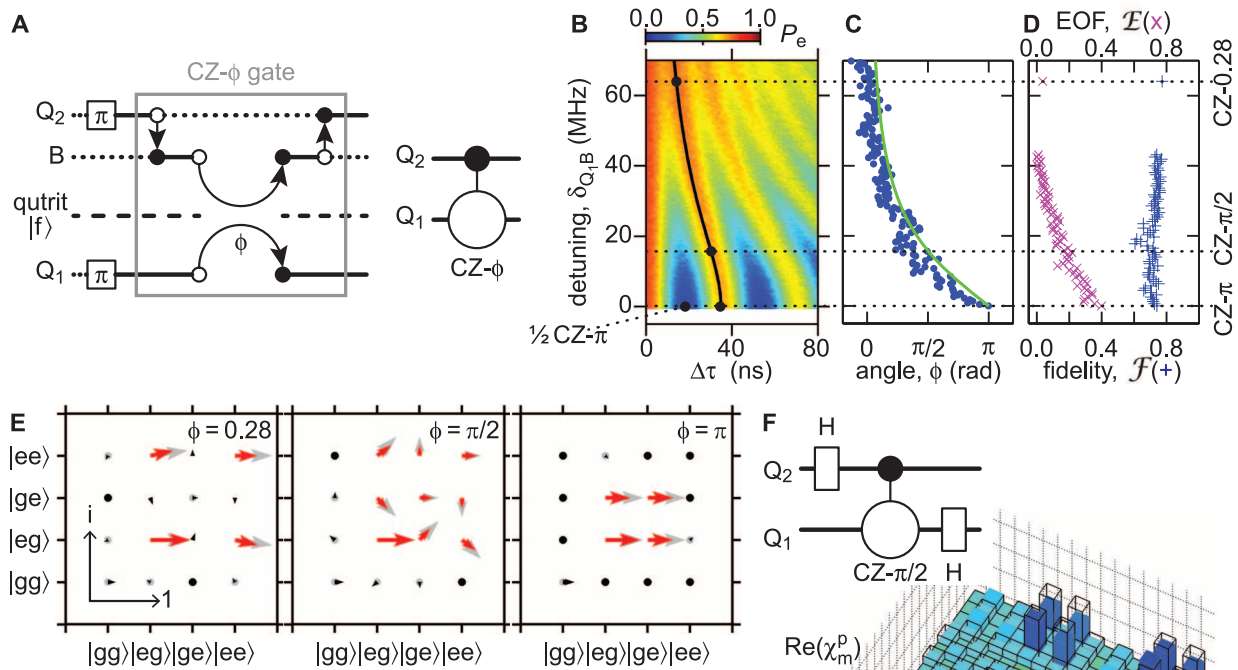 A
CZ-ϕ gate
Q2
π
B
qutrit
|f⟩
ϕ
Q1
π
Q2
Q1
CZ-ϕ
B
0.0 0.5 1.0
Pe
detuning, δQ1,B (MHz)
60
40
20
0
½ CZ-π
0 40 80
Δτ (ns)
C
0 π/2 π
angle, ϕ (rad)
D
EOF, ℰ(x)
0.0 0.4 0.8
CZ-0.28
CZ-π/2
CZ-π
0.0 0.4 0.8
fidelity, ℱ(+)
E
ϕ = 0.28
ϕ = π/2
ϕ = π
|ee⟩
|ge⟩
|eg⟩
|gg⟩
i
1
|gg⟩|eg⟩|ge⟩|ee⟩
|gg⟩|eg⟩|ge⟩|ee⟩
|gg⟩|eg⟩|ge⟩|ee⟩
F
H
Q2
Q1
CZ-π/2
H
Re(χᵖₘ)